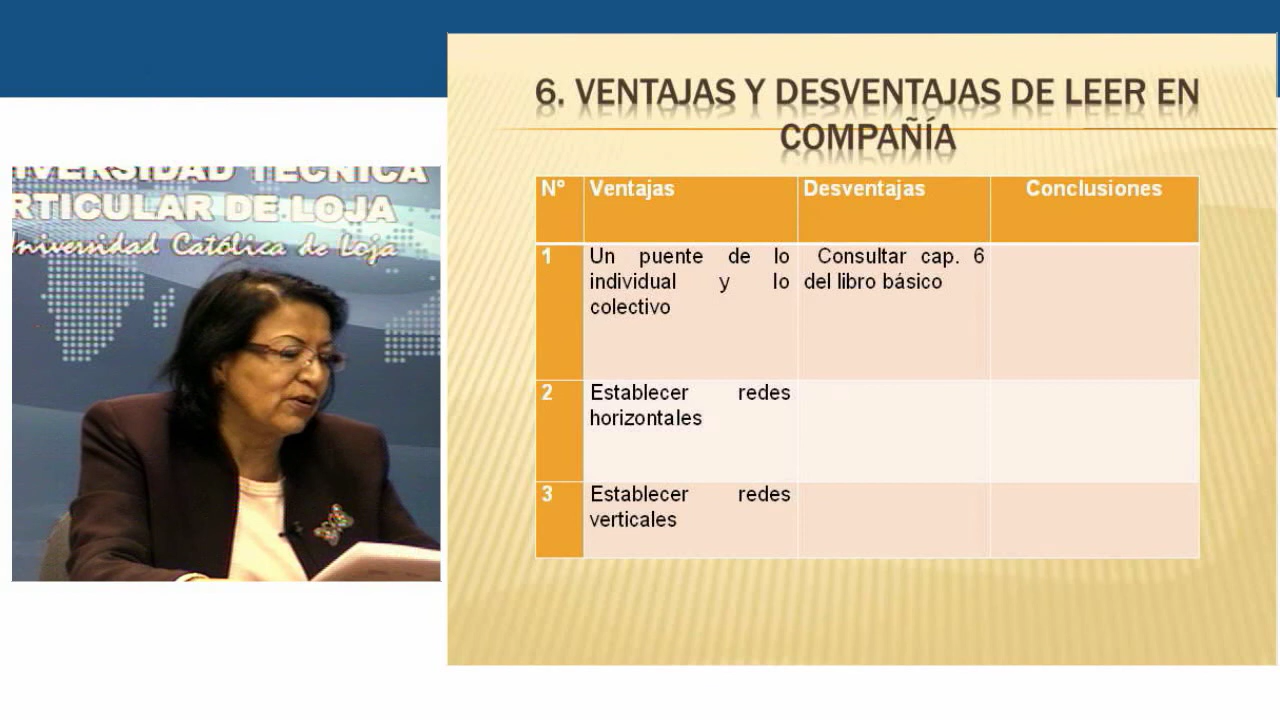 UNIVERSIDAD TÉCNICA
PARTICULAR DE LOJA
Universidad Católica de Loja
6. VENTAJAS Y DESVENTAJAS DE LEER EN
COMPAÑÍA
N° Ventajas Desventajas Conclusiones
1 Un puente de lo Consultar cap. 6
individual y lo del libro básico
colectivo
2 Establecer redes
horizontales
3 Establecer redes
verticales